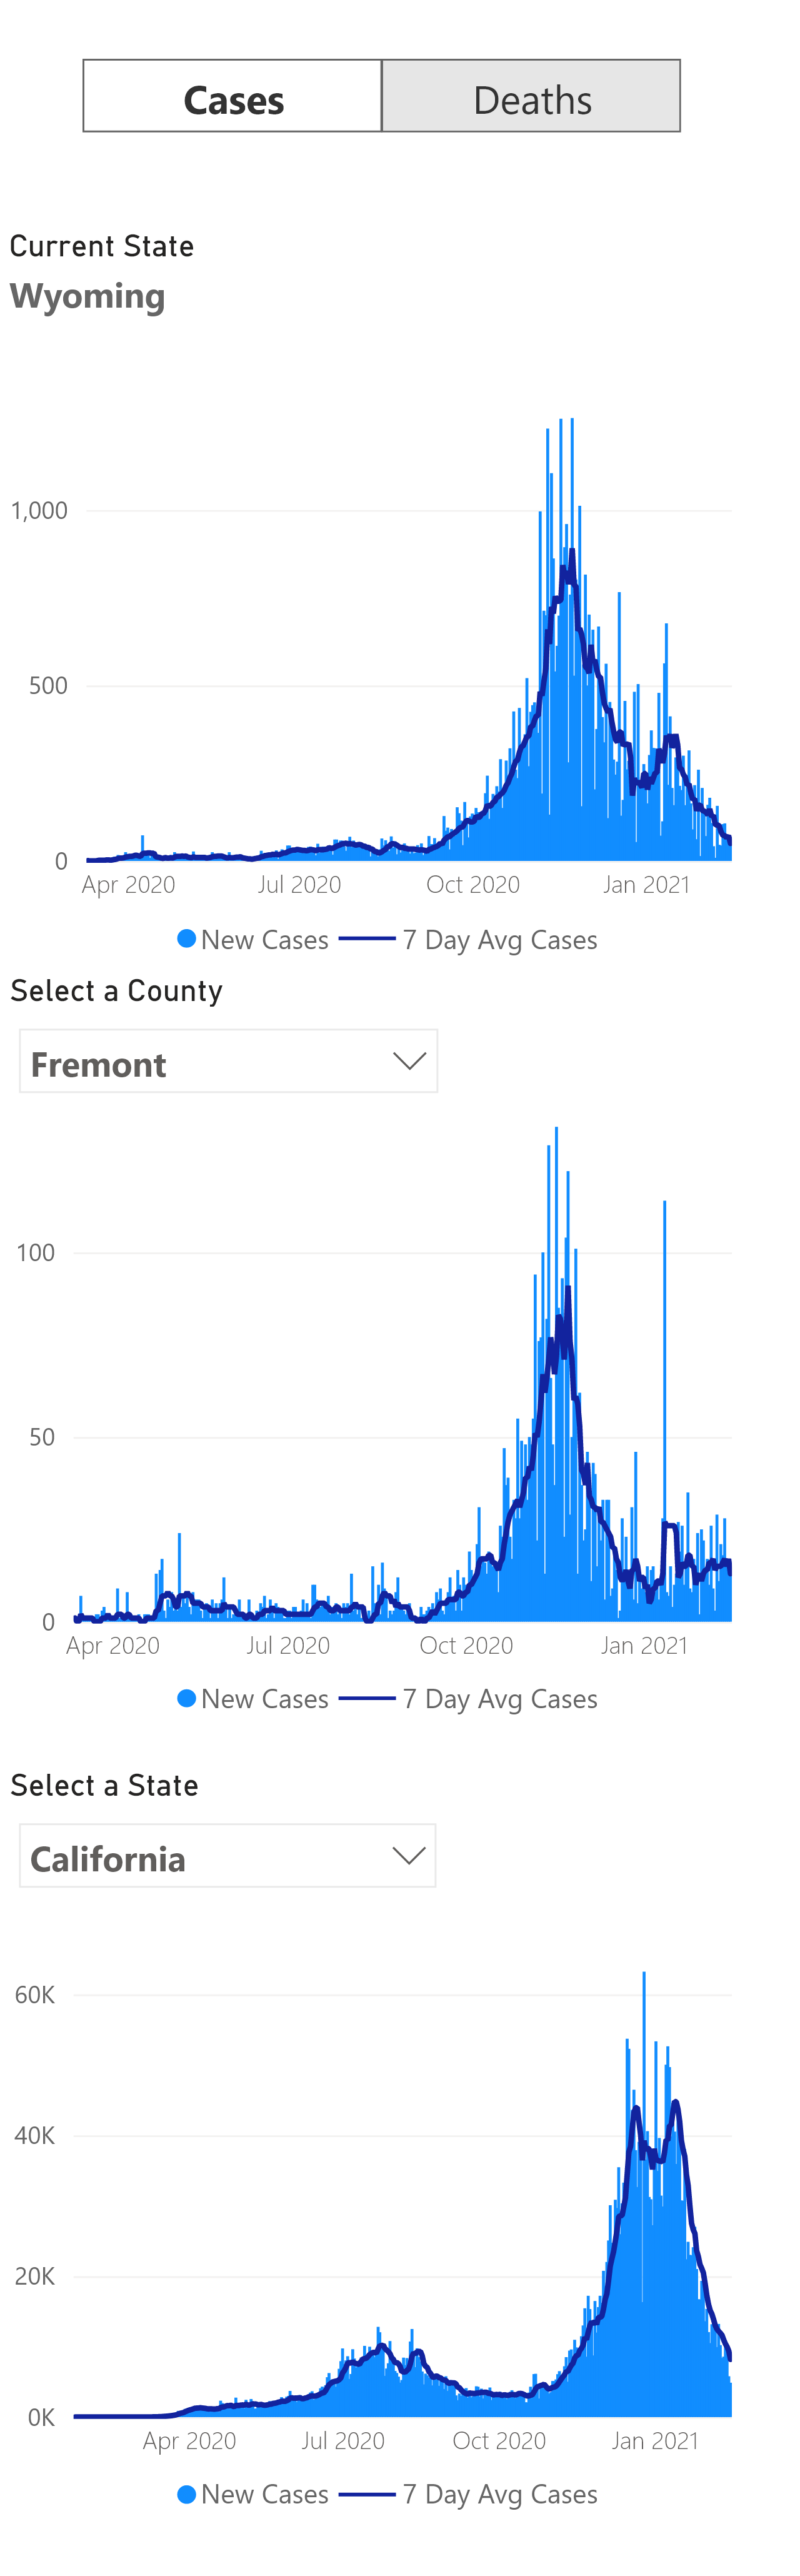 Cases Deaths
Current State
Wyoming
1,000
500
0
Apr 2020 Jul 2020 Oct 2020 Jan 2021
New Cases 7 Day Avg Cases
Select a County
Fremont
100
50
0
Apr 2020 Jul 2020 Oct 2020 Jan 2021
New Cases 7 Day Avg Cases
Select a State
California
60K
40K
20K
0K
Apr 2020 Jul 2020 Oct 2020 Jan 2021
New Cases 7 Day Avg Cases